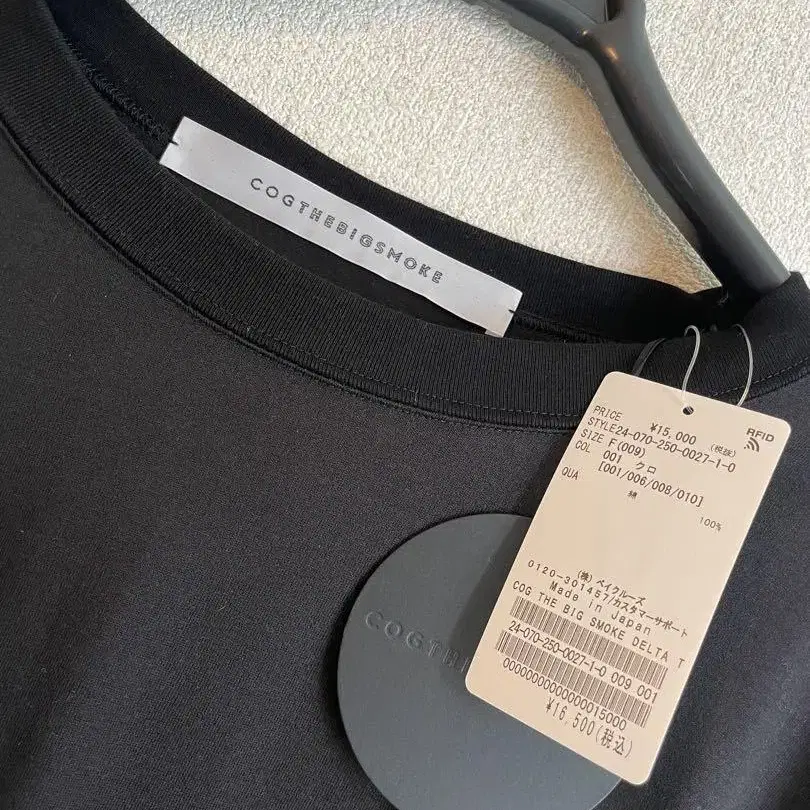 COGTHEBIGSMOKE
PRICE ¥15,000 (税抜)
RFID
STYLE24-070-250-0027-1-0
SIZE F(009)
COL 001 クロ
[001/006/008/010]
QUA 綿 100%
(株)ベイクルーズ
0120-301457/カスタマーサポート
Made in Japan
COG THE BIG SMOKE DELTA T
24-070-250-0027-1-0 009 001
0000000000000015000
¥16,500(税込)
COGTH